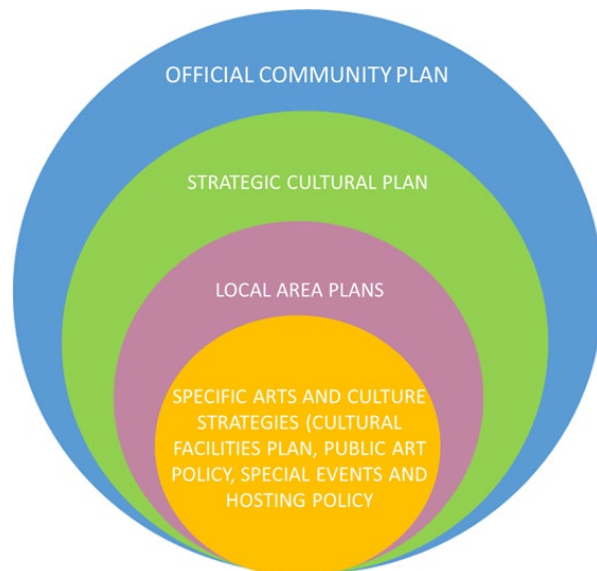 OFFICIAL COMMUNITY PLAN
STRATEGIC CULTURAL PLAN
LOCAL AREA PLANS
SPECIFIC ARTS AND CULTURE
STRATEGIES (CULTURAL
FACILITIES PLAN, PUBLIC ART
POLICY, SPECIAL EVENTS AND
HOSTING POLICY